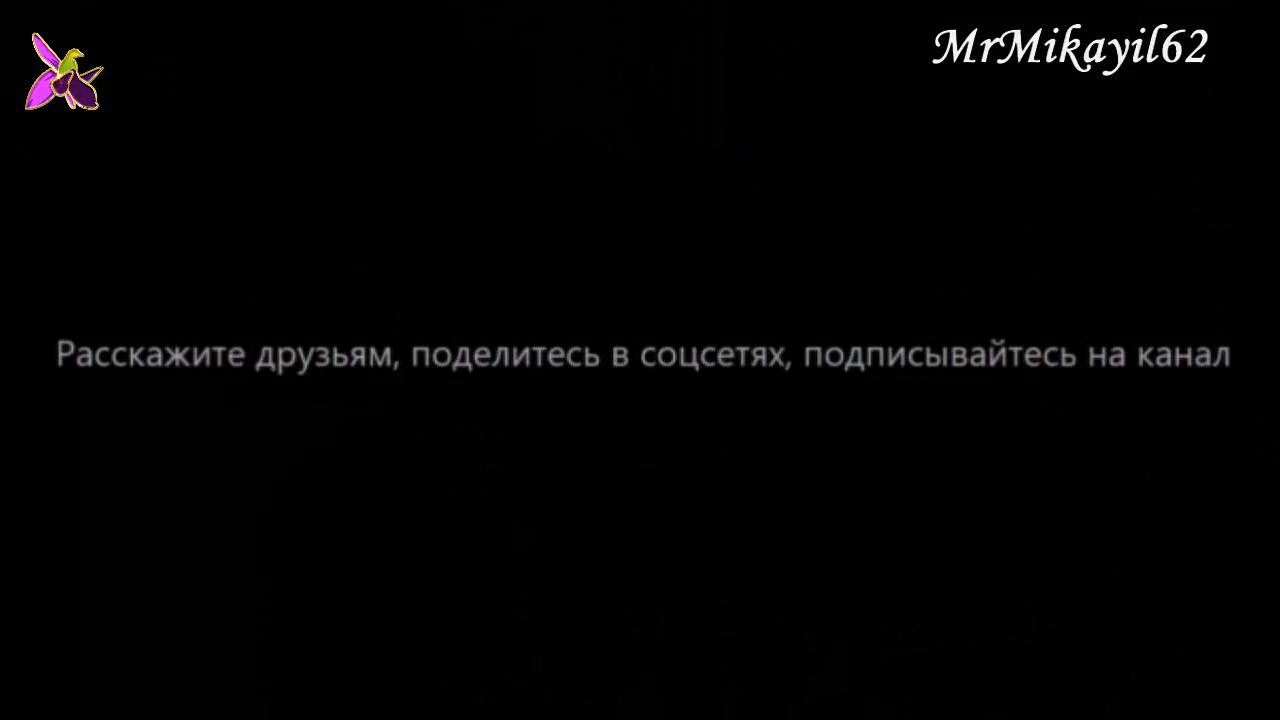 MrMikayil62
Расскажите друзьям, поделитесь в соцсетях, подписывайтесь на канал